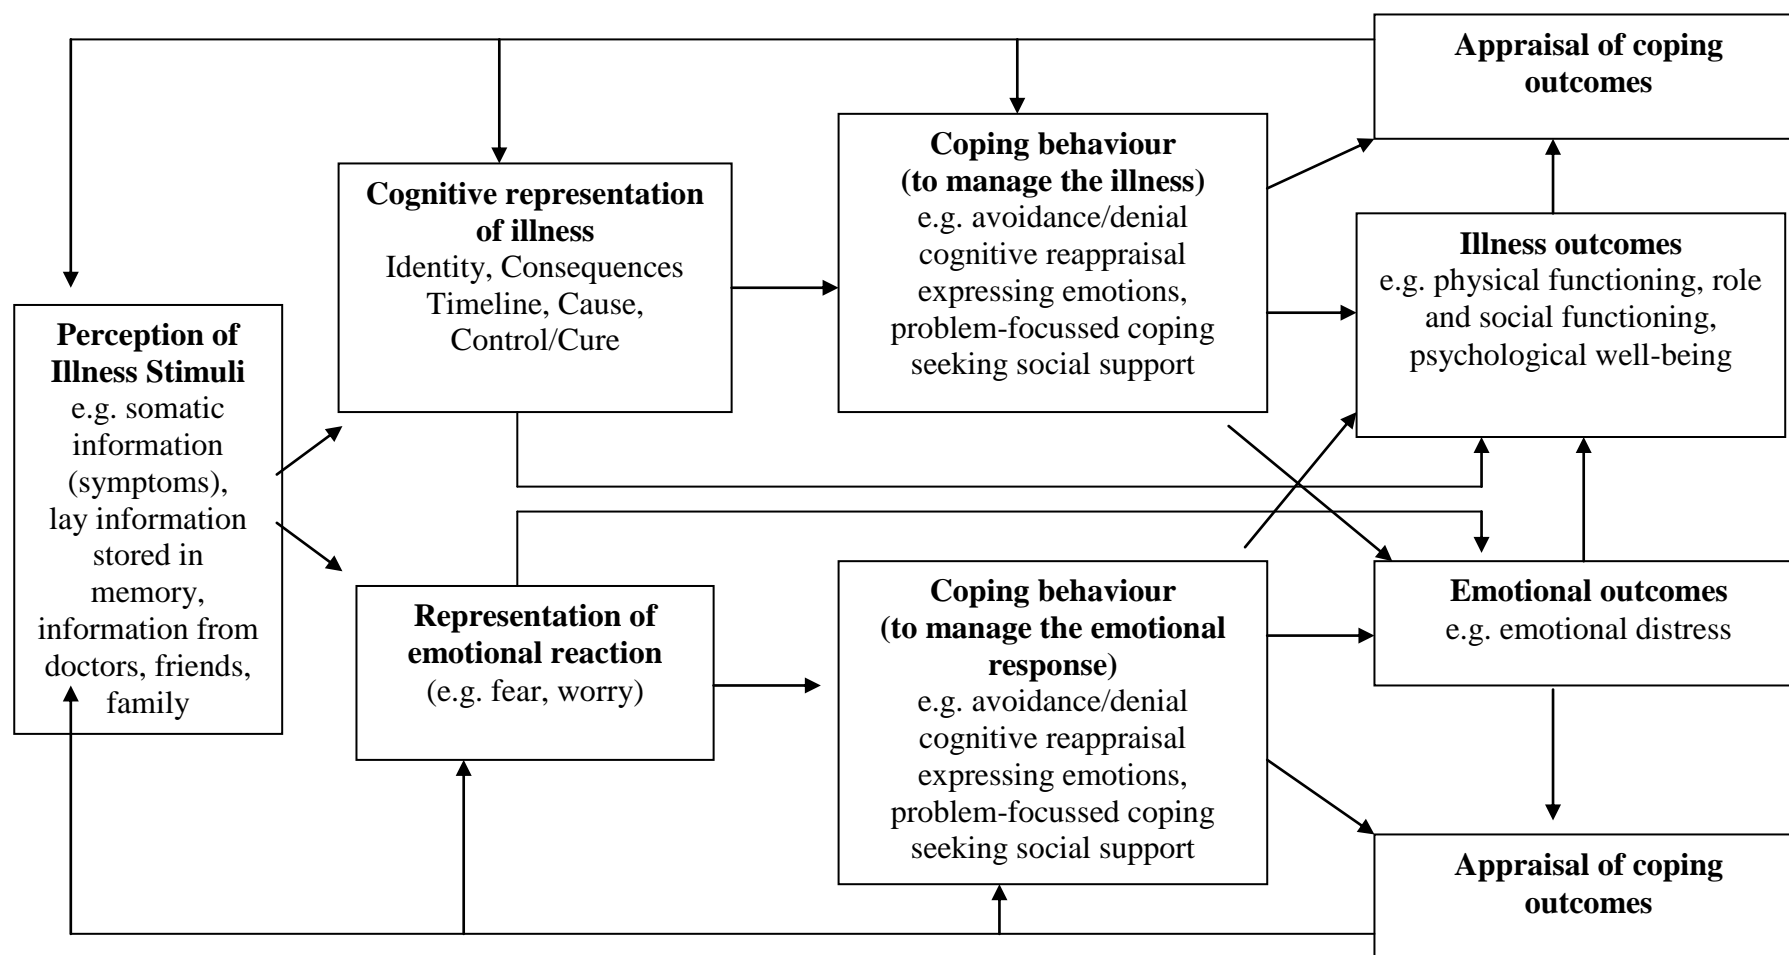 Perception of
Illness Stimuli
e.g. somatic
information
(symptoms),
lay information
stored in
memory,
information from
doctors, friends,
family
Cognitive representation
of illness
Identity, Consequences
Timeline, Cause,
Control/Cure
Representation of
emotional reaction
(e.g. fear, worry)
Coping behaviour
(to manage the illness)
e.g. avoidance/denial
cognitive reappraisal
expressing emotions,
problem-focussed coping
seeking social support
Coping behaviour
(to manage the emotional
response)
e.g. avoidance/denial
cognitive reappraisal
expressing emotions,
problem-focussed coping
seeking social support
Appraisal of coping
outcomes
Illness outcomes
e.g. physical functioning, role
and social functioning,
psychological well-being
Emotional outcomes
e.g. emotional distress
Appraisal of coping
outcomes